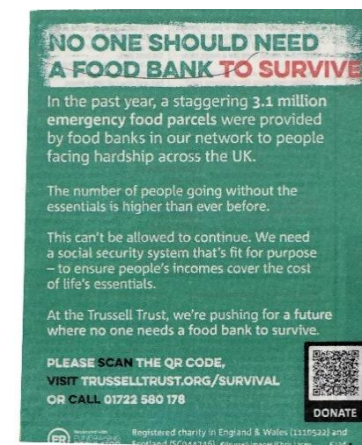 NO ONE SHOULD NEED
A FOOD BANK TO SURVIVE
In the past year, a staggering 3.1 million
emergency food parcels were provided
by food banks in our network to people
facing hardship across the UK.
The number of people going without the
essentials is higher than ever before.
This can't be allowed to continue. We need
a social security system that's fit for purpose
– to ensure people's incomes cover the cost
of life's essentials.
At the Trussell Trust, we're pushing for a future
where no one needs a food bank to survive.
PLEASE SCAN THE QR CODE,
VISIT TRUSSELLTRUST.ORG/SURVIVAL
OR CALL 01722 580 178
DONATE
FR
Registered charity in England & Wales (1110522) and